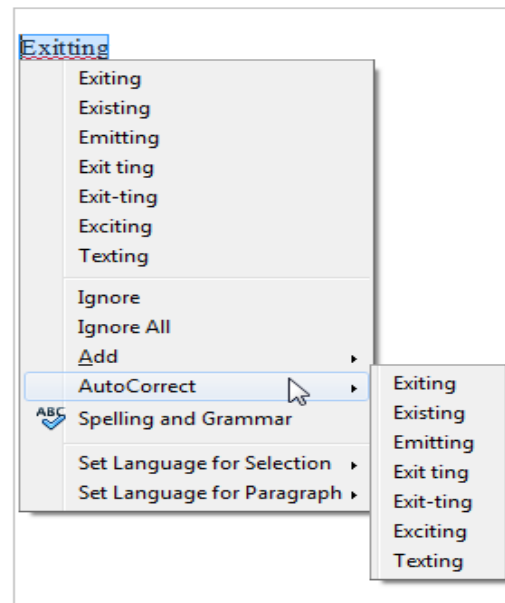 Exitting
Exiting
Existing
Emitting
Exit ting
Exit-ting
Exciting
Texting
Ignore
Ignore All
Add
AutoCorrect
ABC Spelling and Grammar
Set Language for Selection
Set Language for Paragraph
Exiting
Existing
Emitting
Exit ting
Exit-ting
Exciting
Texting